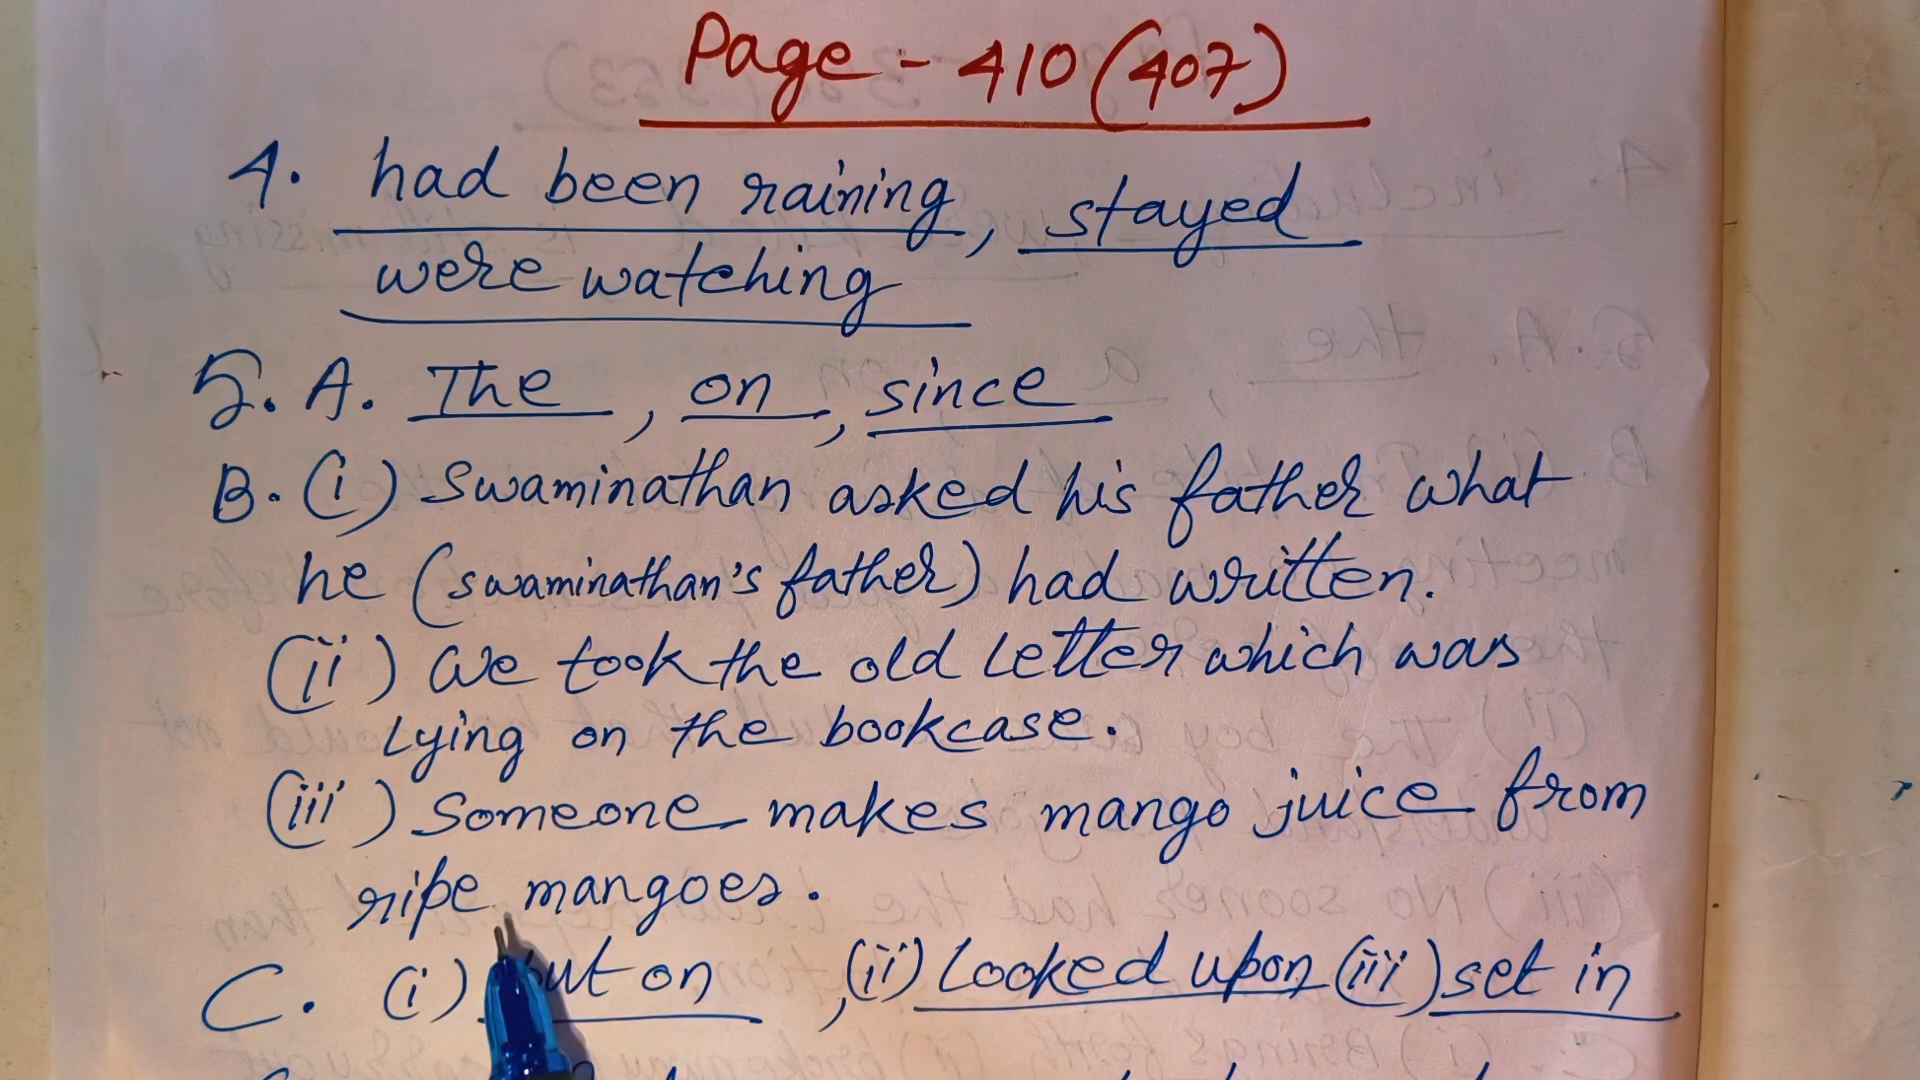 Page - 410 (407)
4. had been raining, stayed
were watching
5. A. The, on, since
B. (i) Swaminathan asked his father what
he (swaminathan's father) had written.
(ii) We took the old letter which was
lying on the bookcase.
(iii) Someone makes mango juice from
ripe mangoes.
C. (i) put on, (ii) Looked upon (iii) set in